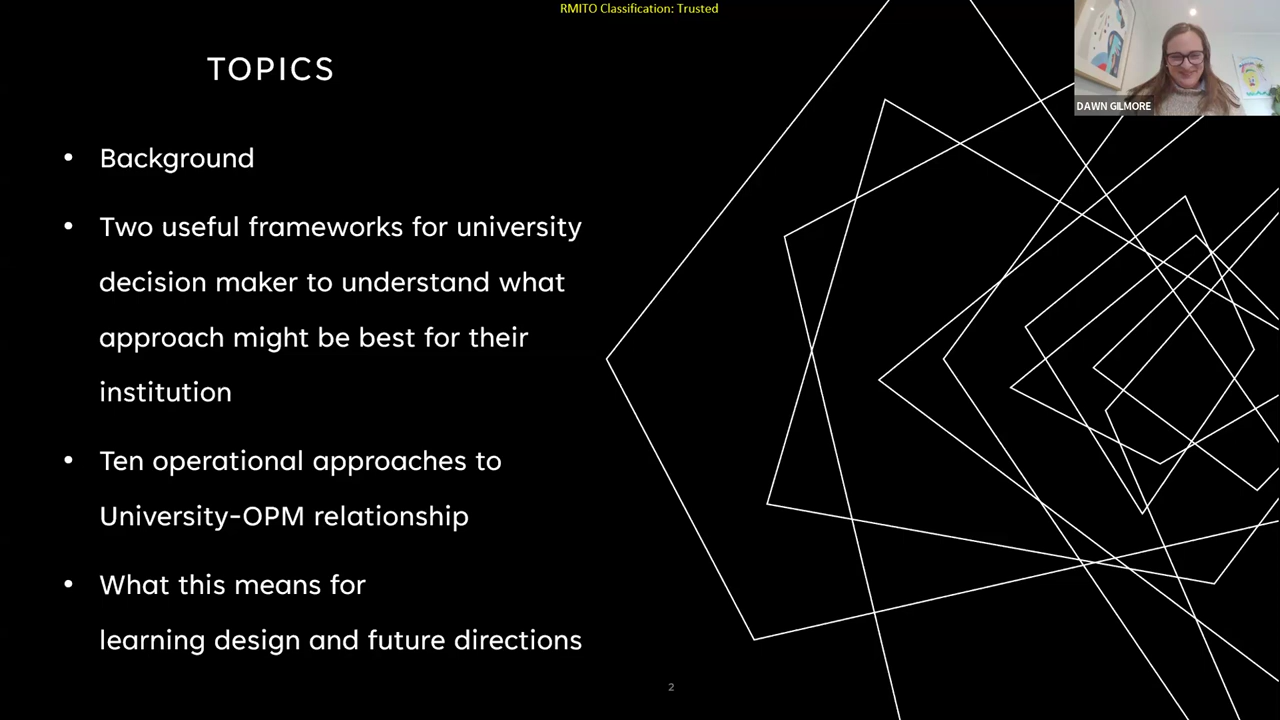 RMITO Classification: Trusted
DAWN GILMORE
TOPICS
• Background
• Two useful frameworks for university
decision maker to understand what
approach might be best for their
institution
• Ten operational approaches to
University-OPM relationship
• What this means for
learning design and future directions
2